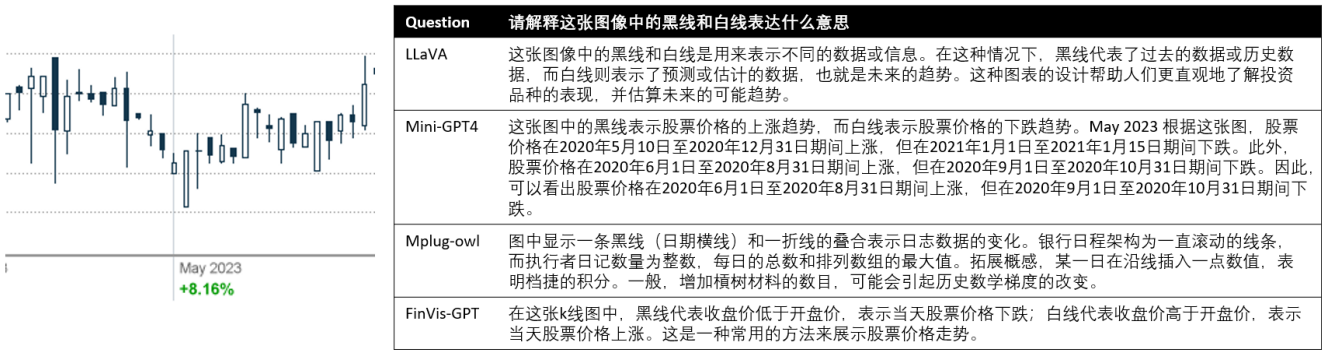 May 2023
+8.16%
Question 请解释这张图像中的黑线和白线表达什么意思
LLaVA 这张图像中的黑线和白线是用来表示不同的数据或信息。在这种情况下，黑线代表了过去的数据或历史数
据，而白线则表示了预测或估计的数据，也就是未来的趋势。这种图表的设计帮助人们更直观地了解投资
品种的表现，并估算未来的可能趋势。
Mini-GPT4 这张图中的黑线表示股票价格的上涨趋势，而白线表示股票价格的下跌趋势。May 2023 根据这张图，股票
价格在2020年5月10日至2020年12月31日期间上涨，但在2021年1月1日至2021年1月15日期间下跌。此外，
股票价格在2020年6月1日至2020年8月31日期间上涨，但在2020年9月1日至2020年10月31日期间下跌。因此，
可以看出股票价格在2020年6月1日至2020年8月31日期间上涨，但在2020年9月1日至2020年10月31日期间下
跌。
Mplug-owl 图中显示一条黑线（日期横线）和一折线的叠合表示日志数据的变化。银行日程架构为一直滚动的线条，
而执行者日记数量为整数，每日的总数和排列数组的最大值。拓展概感，某一日在沿线插入一点数值，表
明档捷的积分。一般，增加槓树材料的数目，可能会引起历史数学梯度的改变。
FinVis-GPT 在这张k线图中，黑线代表收盘价低于开盘价，表示当天股票价格下跌；白线代表收盘价高于开盘价，表示
当天股票价格上涨。这是一种常用的方法来展示股票价格走势。